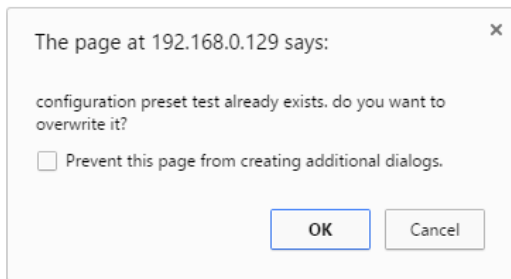 The page at 192.168.0.129 says:
configuration preset test already exists. do you want to
overwrite it?
Prevent this page from creating additional dialogs.
OK
Cancel